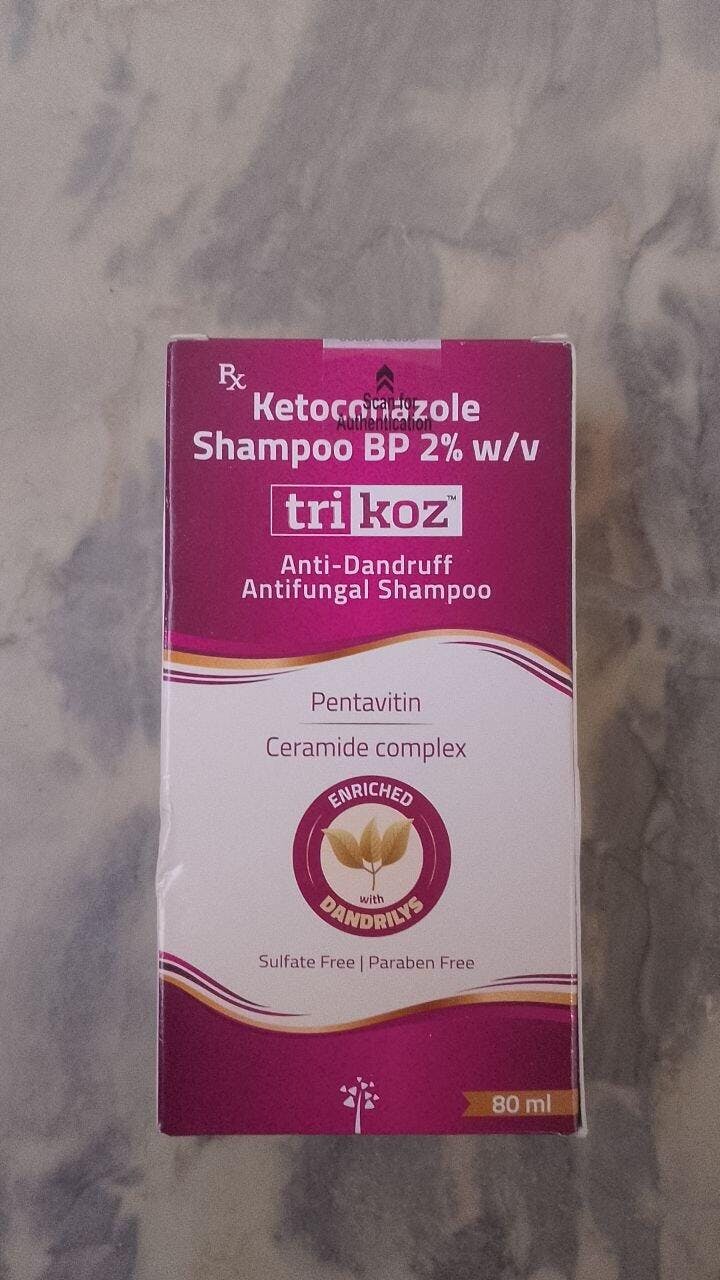 Rx
Ketoconazole
Shampoo BP 2% w/v
Scan for
Authentication
tri koz™
Anti-Dandruff
Antifungal Shampoo
Pentavitin
Ceramide complex
ENRICHED
with
DANDRILYS
Sulfate Free | Paraben Free
80 ml